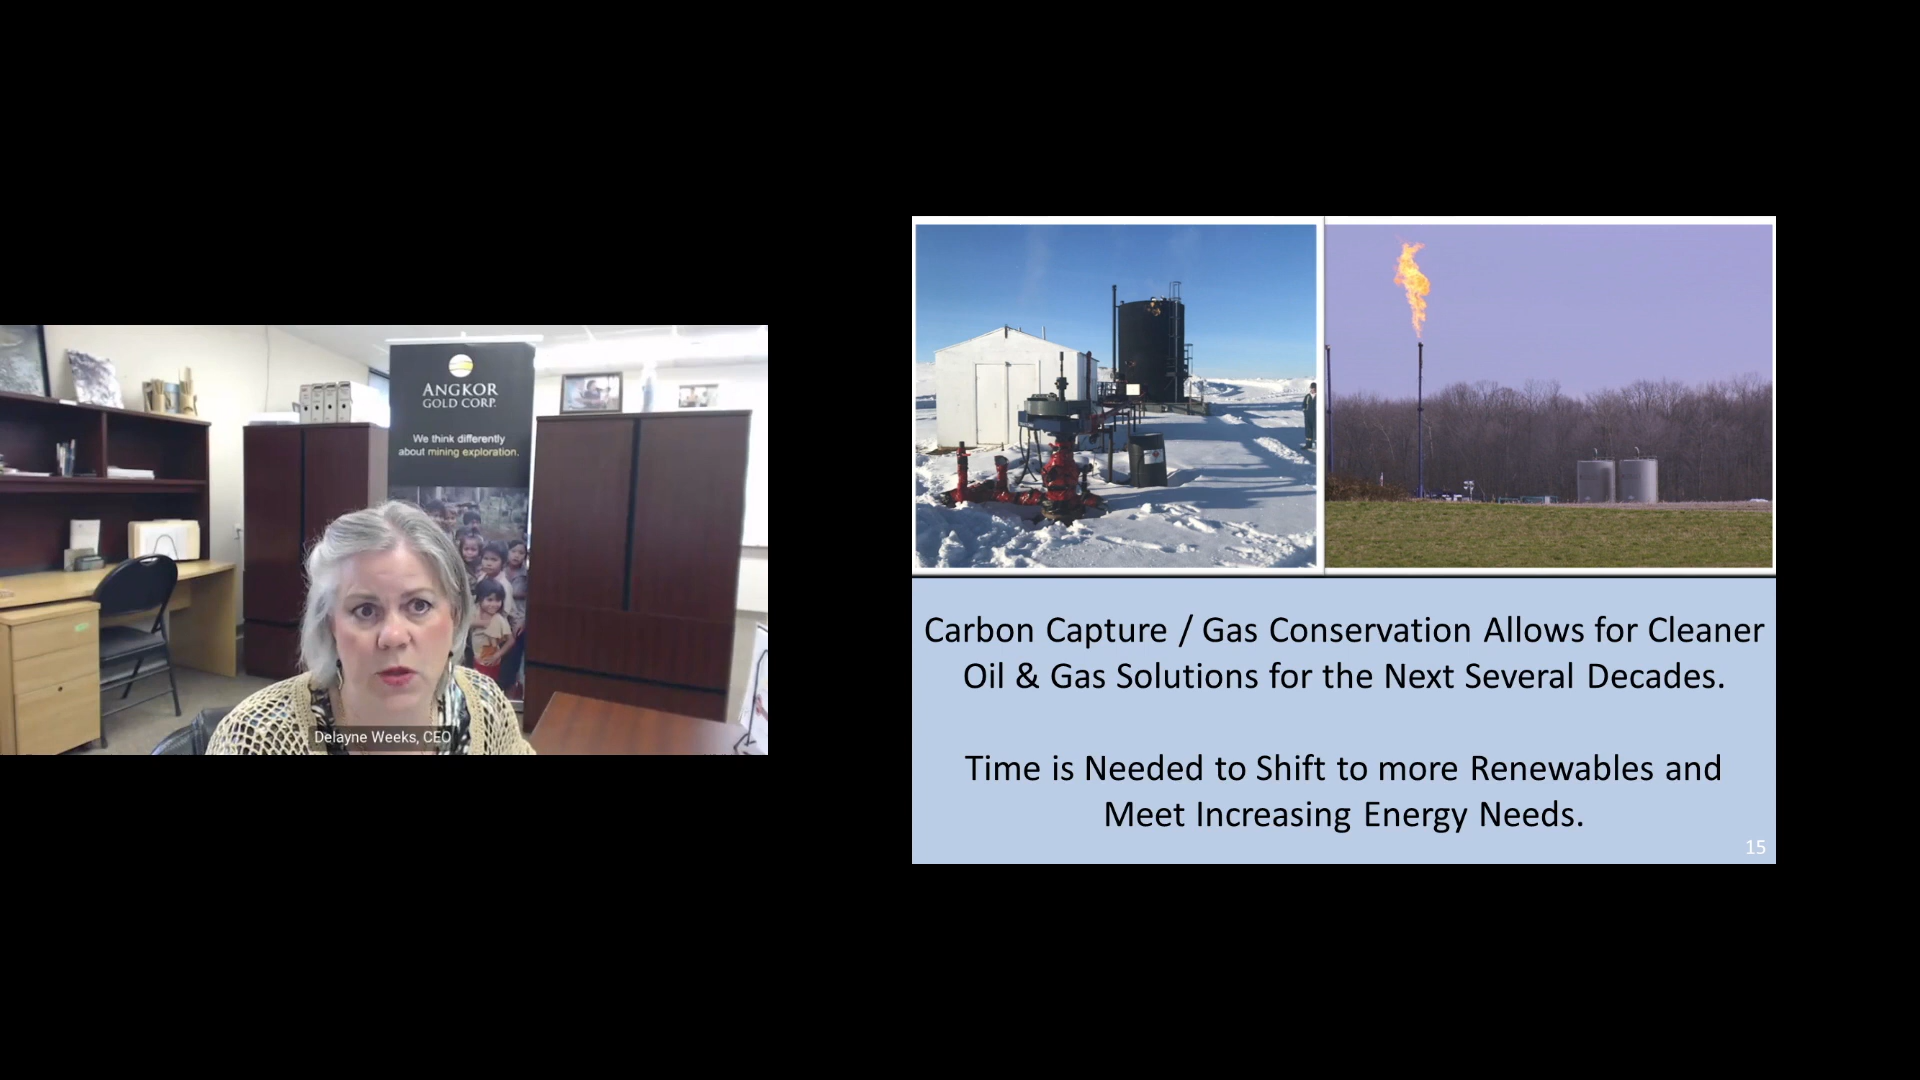 ANGKOR
GOLD CORP.
We think differently
about mining exploration.
Delayne Weeks, CEO
Carbon Capture / Gas Conservation Allows for Cleaner
Oil & Gas Solutions for the Next Several Decades.
Time is Needed to Shift to more Renewables and
Meet Increasing Energy Needs.
15